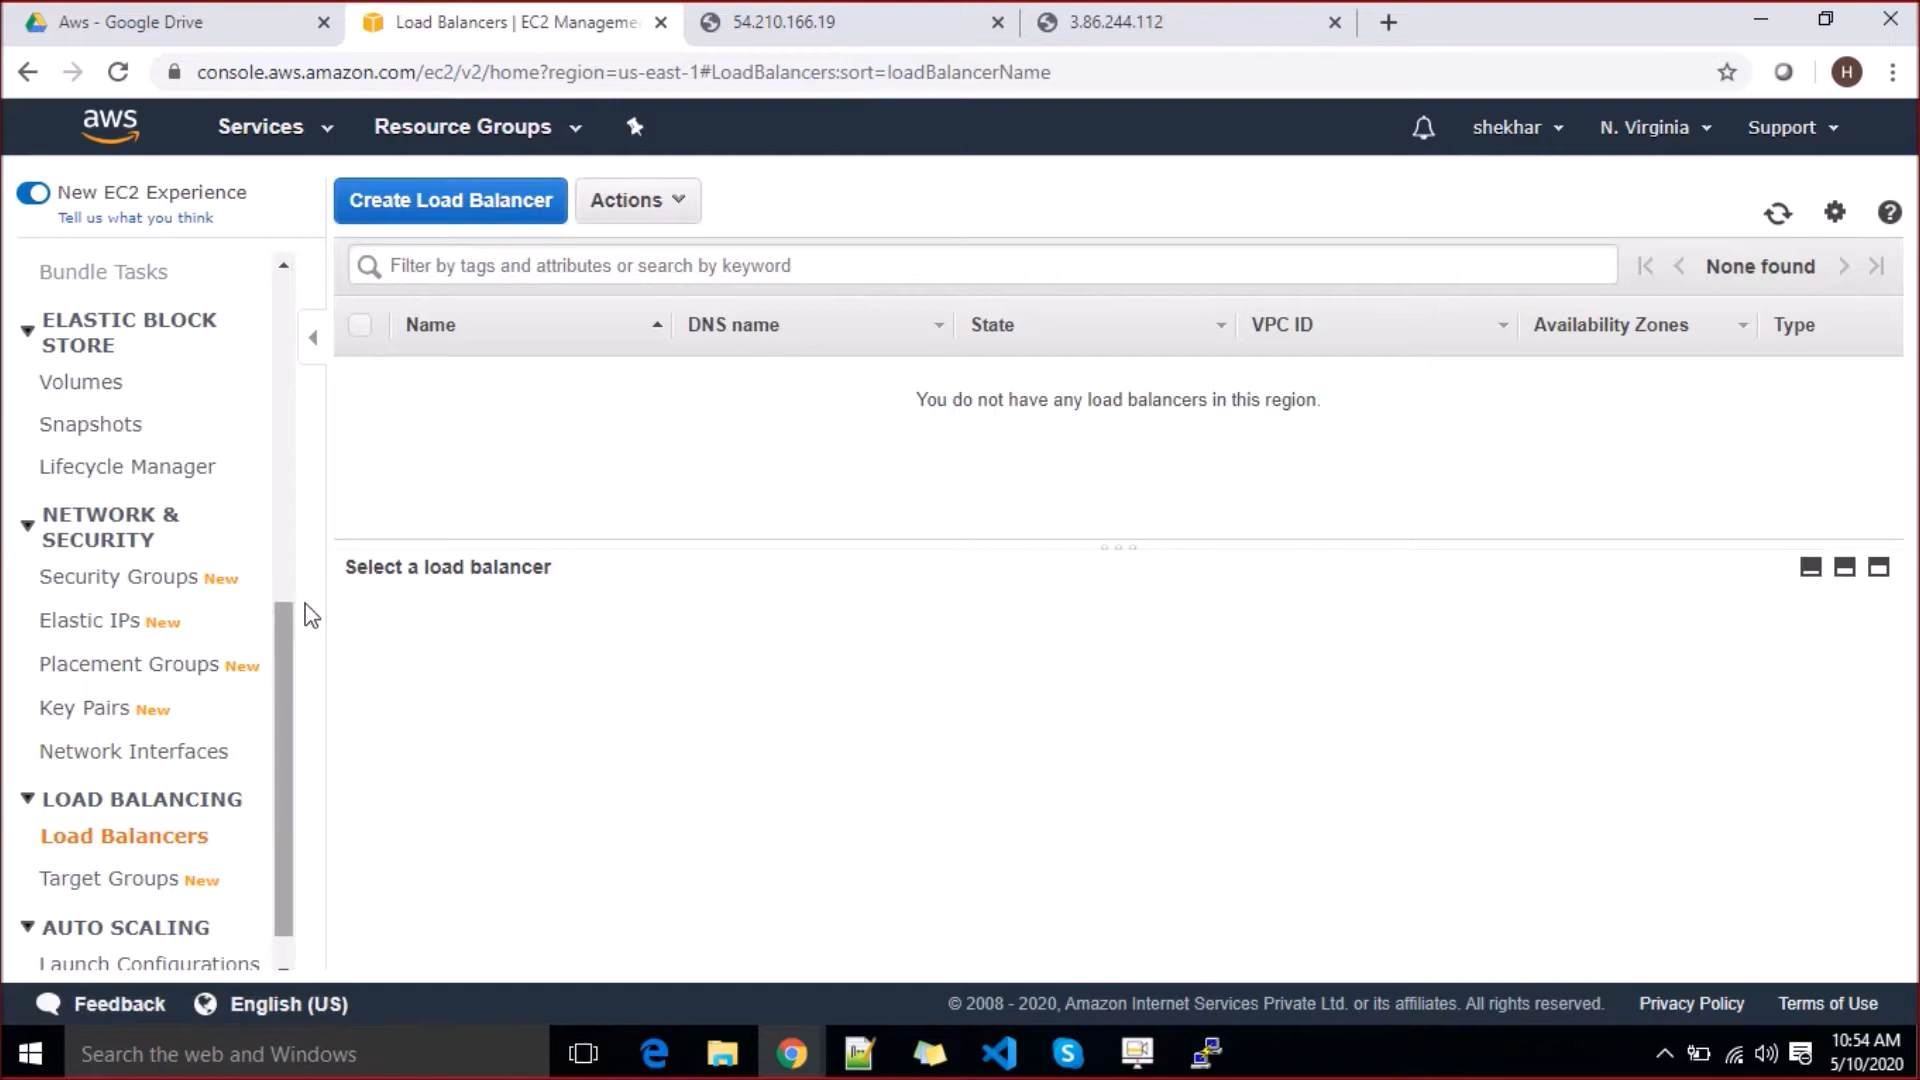 Aws - Google Drive
Load Balancers | EC2 Manageme
54.210.166.19
3.86.244.112
console.aws.amazon.com/ec2/v2/home?region=us-east-1#LoadBalancers:sort=loadBalancerName
H
aws
Services
Resource Groups
shekhar
N. Virginia
Support
New EC2 Experience
Tell us what you think
Create Load Balancer
Actions
Filter by tags and attributes or search by keyword
None found
Name
DNS name
State
VPC ID
Availability Zones
Type
You do not have any load balancers in this region.
Select a load balancer
Bundle Tasks
ELASTIC BLOCK
STORE
Volumes
Snapshots
Lifecycle Manager
NETWORK &
SECURITY
Security Groups New
Elastic IPs New
Placement Groups New
Key Pairs New
Network Interfaces
LOAD BALANCING
Load Balancers
Target Groups New
AUTO SCALING
Launch Configurations
Feedback
English (US)
© 2008 - 2020, Amazon Internet Services Private Ltd. or its affiliates. All rights reserved.
Privacy Policy
Terms of Use
Search the web and Windows
10:54 AM
5/10/2020